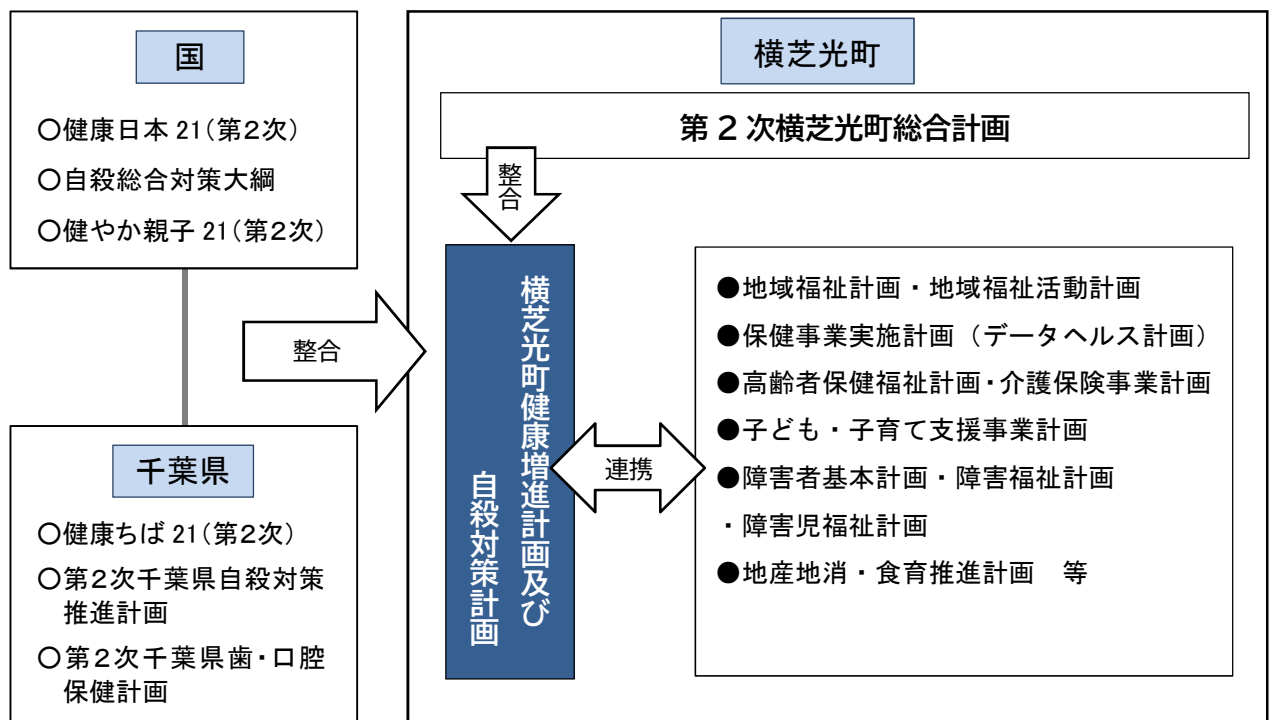 国
〇健康日本 21(第2次)
〇自殺総合対策大綱
〇健やか親子 21(第2次)
整合
千葉県
〇健康ちば 21(第2次)
〇第2次千葉県自殺対策
推進計画
〇第2次千葉県歯・口腔
保健計画
横芝光町
第 2 次横芝光町総合計画
整合
横芝光町健康増進計画及び
自殺対策計画
連携
●地域福祉計画・地域福祉活動計画
●保健事業実施計画（データヘルス計画）
●高齢者保健福祉計画・介護保険事業計画
●子ども・子育て支援事業計画
●障害者基本計画・障害福祉計画
・障害児福祉計画
●地産地消・食育推進計画　等